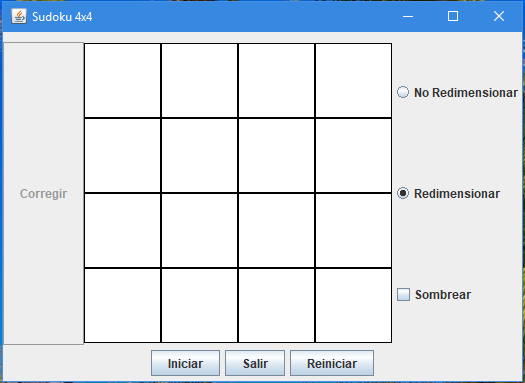 Sudoku 4x4
No Redimensionar
Corregir
Redimensionar
Sombrear
Iniciar
Salir
Reiniciar